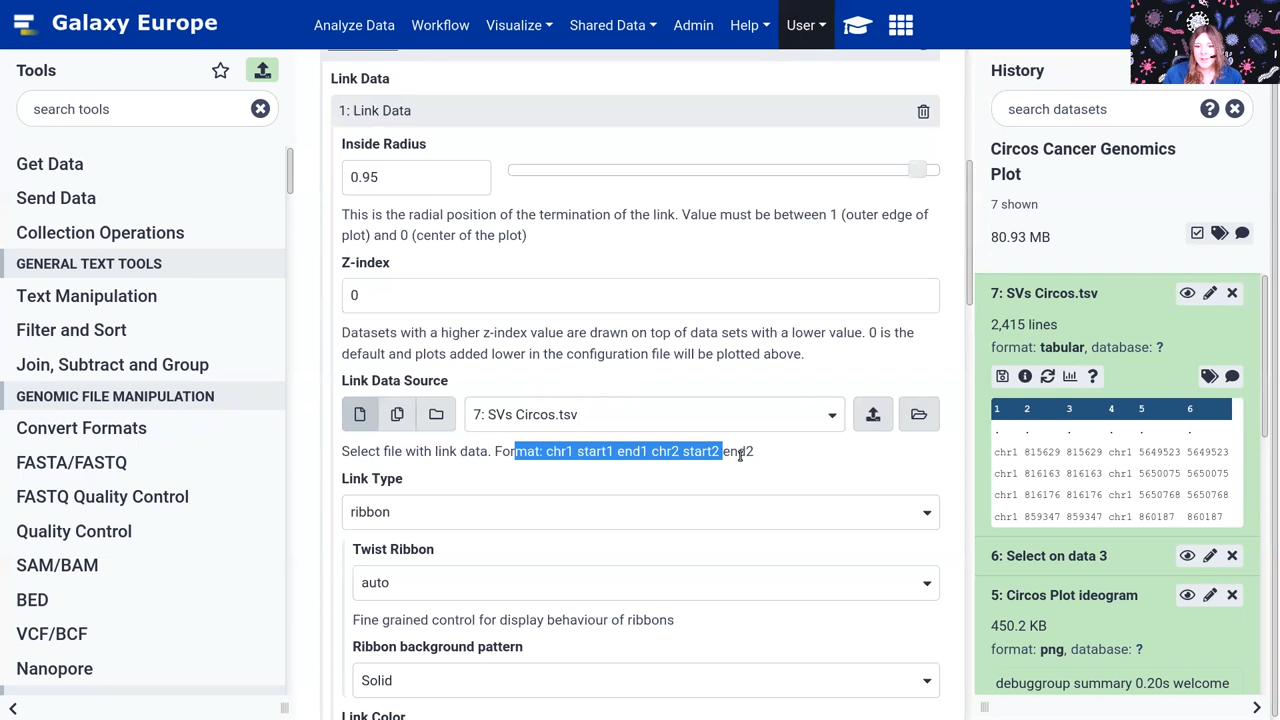 Galaxy Europe
Analyze Data
Workflow
Visualize
Shared Data
Admin
Help
User
Tools
search tools
Get Data
Send Data
Collection Operations
GENERAL TEXT TOOLS
Text Manipulation
Filter and Sort
Join, Subtract and Group
GENOMIC FILE MANIPULATION
Convert Formats
FASTA/FASTQ
FASTQ Quality Control
Quality Control
SAM/BAM
BED
VCF/BCF
Nanopore
Link Data
1: Link Data
Inside Radius
0.95
This is the radial position of the termination of the link. Value must be between 1 (outer edge of
plot) and 0 (center of the plot)
Z-index
0
Datasets with a higher z-index value are drawn on top of data sets with a lower value. 0 is the
default and plots added lower in the configuration file will be plotted above.
Link Data Source
7: SVs Circos.tsv
Select file with link data. Format: chr1 start1 end1 chr2 start2 end2
Link Type
ribbon
Twist Ribbon
auto
Fine grained control for display behaviour of ribbons
Ribbon background pattern
Solid
Link Color
History
search datasets
Circos Cancer Genomics
Plot
7 shown
80.93 MB
7: SVs Circos.tsv
2,415 lines
format: tabular, database: ?
1 2 3 4 5 6
. . . . . .
chr1 815629 815629 chr1 5649523 5649523
chr1 816163 816163 chr1 5650075 5650075
chr1 816176 816176 chr1 5650768 5650768
chr1 859347 859347 chr1 860187 860187
6: Select on data 3
5: Circos Plot ideogram
450.2 KB
format: png, database: ?
debuggroup summary 0.20s welcome